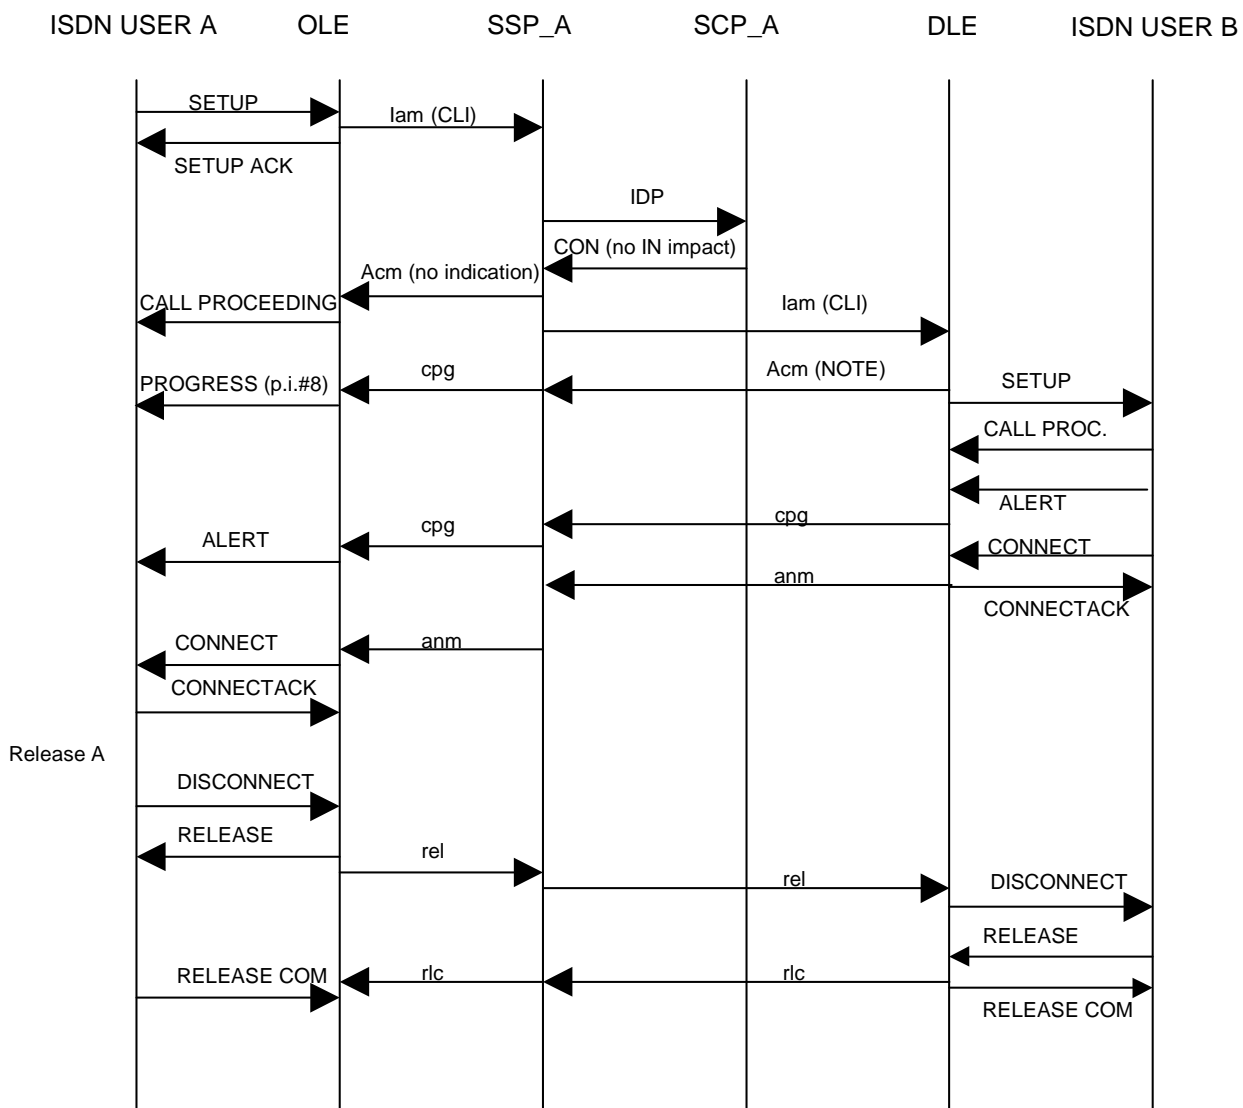 ISDN USER A OLE SSP_A SCP_A DLE ISDN USER B
SETUP
Iam (CLI)
SETUP ACK
IDP
CON (no IN impact)
Acm (no indication)
CALL PROCEEDING
Iam (CLI)
cpg
Acm (NOTE)
PROGRESS (p.i.#8)
SETUP
CALL PROC.
ALERT
cpg
cpg
ALERT
CONNECT
anm
CONNECTACK
CONNECT
anm
CONNECTACK
Release A
DISCONNECT
RELEASE
rel
rel
DISCONNECT
RELEASE
RELEASE COM
rlc
rlc
RELEASE COM